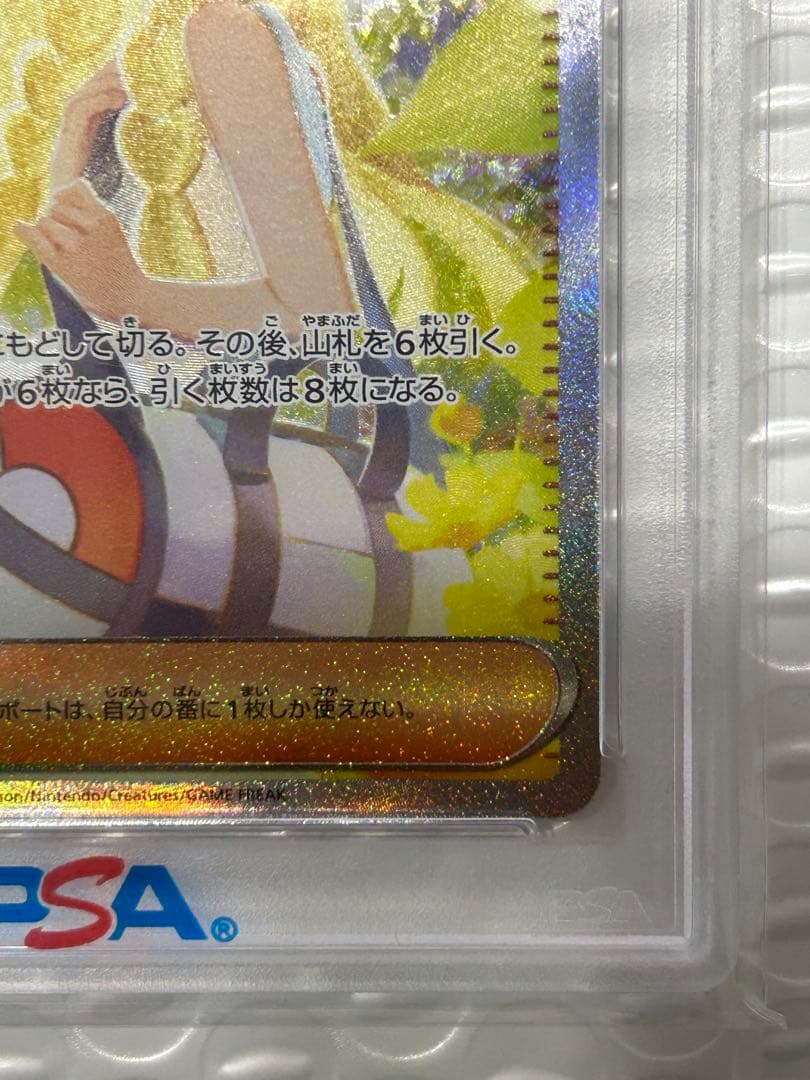 にもどして切る。その後、山札を6枚引く。
が6枚なら、引く枚数は8枚になる。
ポートは、自分の番に1枚しか使えない。
/Nintendo/Creatures/GAME FREAK
PSA®
PSA